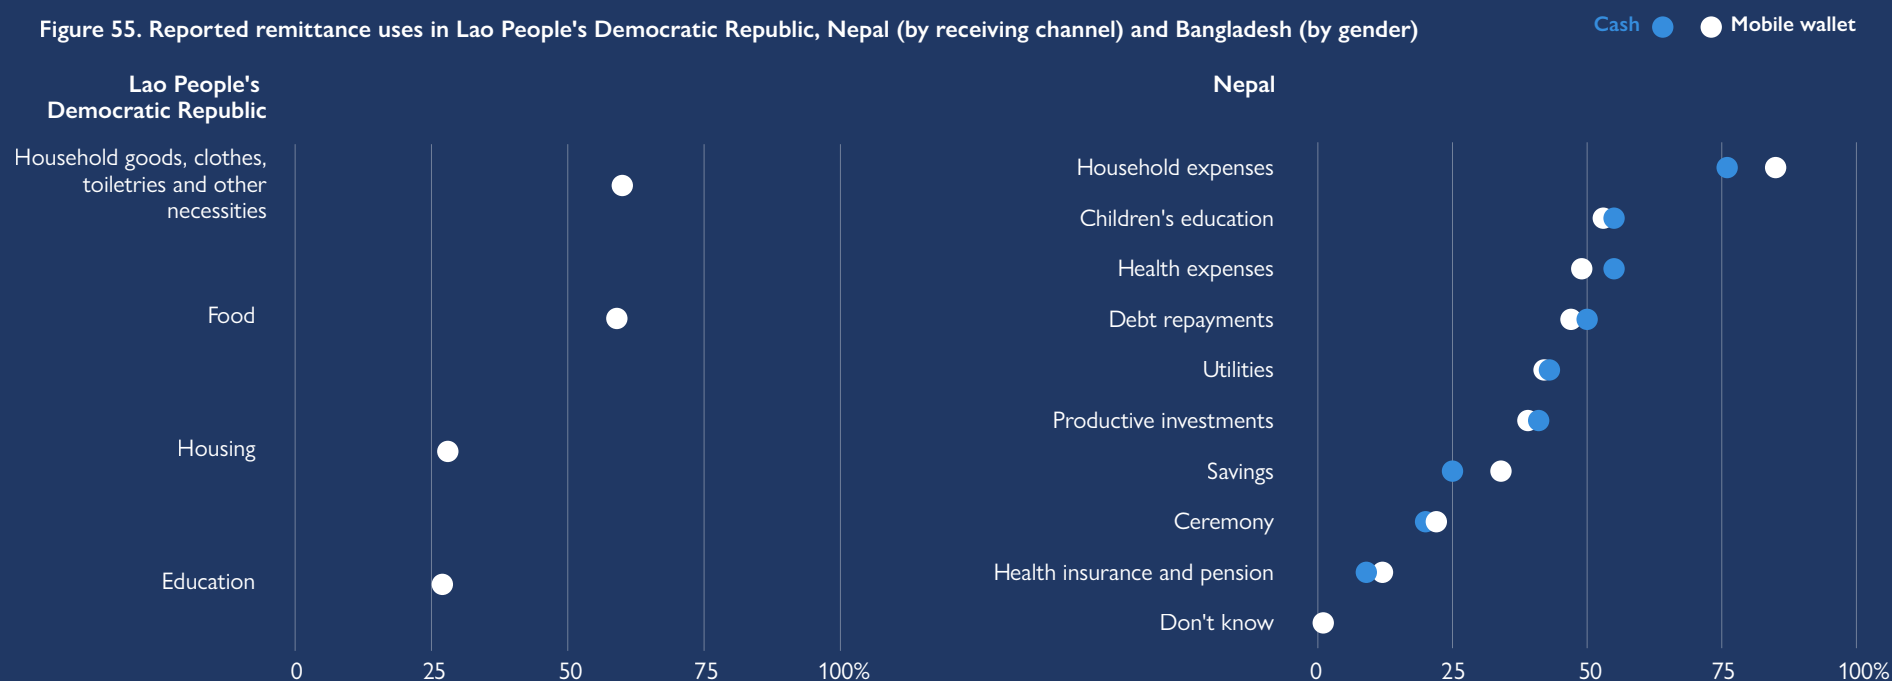 Figure 55. Reported remittance uses in Lao People's Democratic Republic, Nepal (by receiving channel) and Bangladesh (by gender)
Cash
Mobile wallet
Lao People's
Democratic Republic
Household goods, clothes,
toiletries and other
necessities
Food
Housing
Education
0 25 50 75 100%
Nepal
Household expenses
Children's education
Health expenses
Debt repayments
Utilities
Productive investments
Savings
Ceremony
Health insurance and pension
Don't know
0 25 50 75 100%